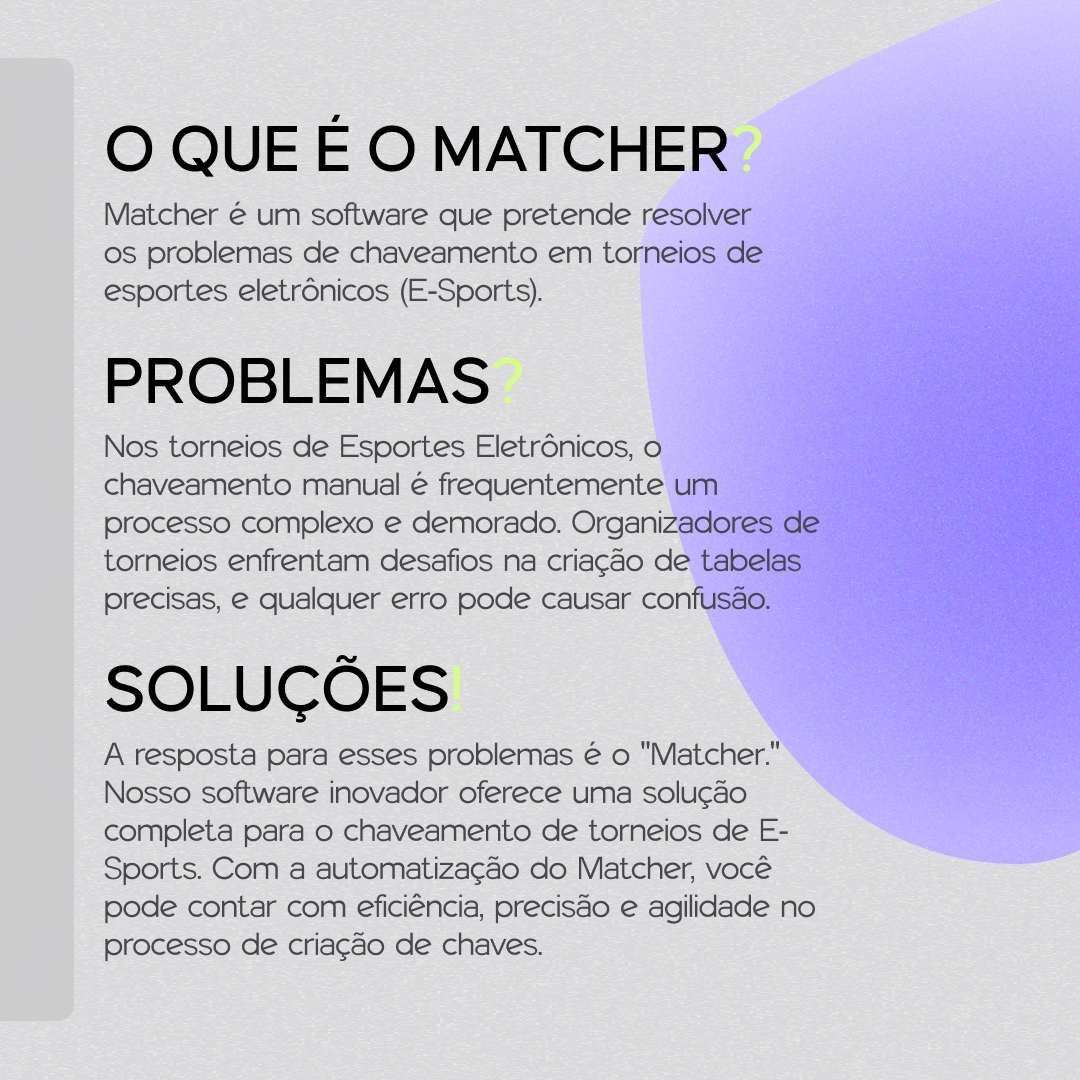 O QUE É O MATCHER?
Matcher é um software que pretende resolver
os problemas de chaveamento em torneios de
esportes eletrônicos (E-Sports).
PROBLEMAS?
Nos torneios de Esportes Eletrônicos, o
chaveamento manual é frequentemente um
processo complexo e demorado. Organizadores de
torneios enfrentam desafios na criação de tabelas
precisas, e qualquer erro pode causar confusão.
SOLUÇÕES!
A resposta para esses problemas é o "Matcher."
Nosso software inovador oferece uma solução
completa para o chaveamento de torneios de E-
Sports. Com a automatização do Matcher, você
pode contar com eficiência, precisão e agilidade no
processo de criação de chaves.